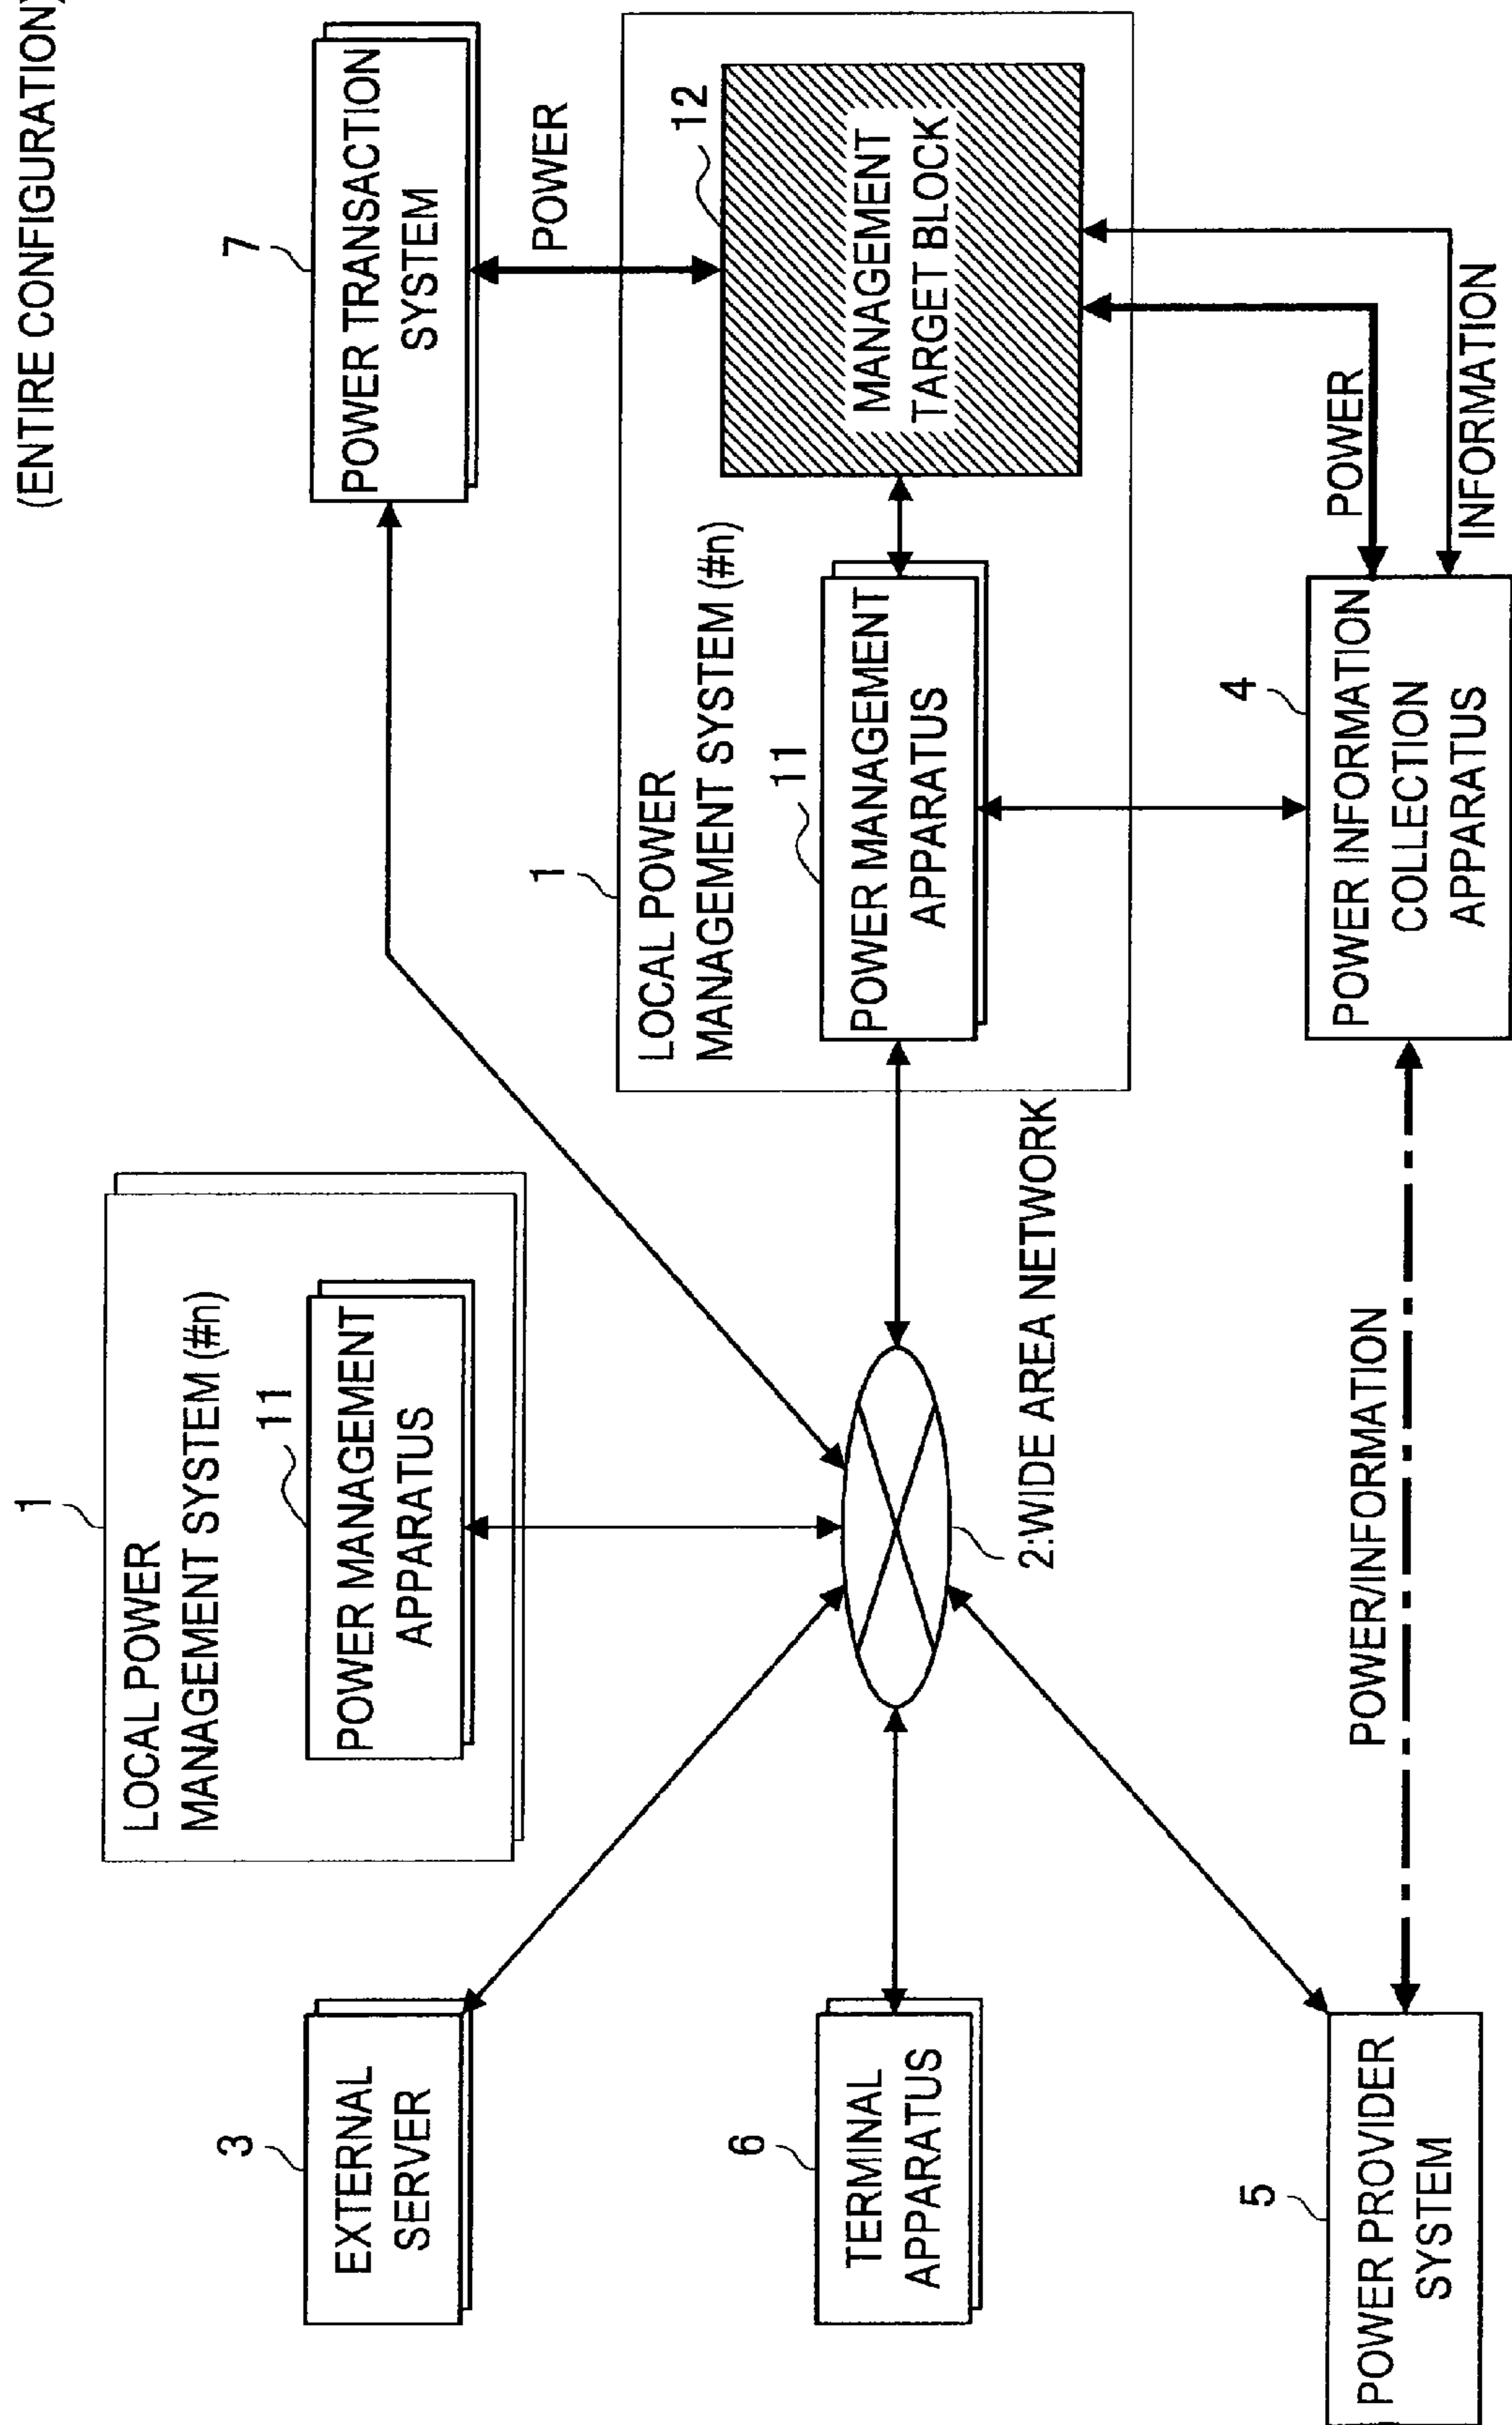 (ENTIRE CONFIGURATION)
1
LOCAL POWER
MANAGEMENT SYSTEM (#n)
11
POWER MANAGEMENT
APPARATUS
7
POWER TRANSACTION
SYSTEM
POWER
3
EXTERNAL
SERVER
6
TERMINAL
APPARATUS
2:WIDE AREA NETWORK
1
LOCAL POWER
MANAGEMENT SYSTEM (#n)
11
POWER MANAGEMENT
APPARATUS
12
MANAGEMENT
TARGET BLOCK
5
POWER PROVIDER
SYSTEM
POWER/INFORMATION
4
POWER INFORMATION
COLLECTION
APPARATUS
POWER
INFORMATION